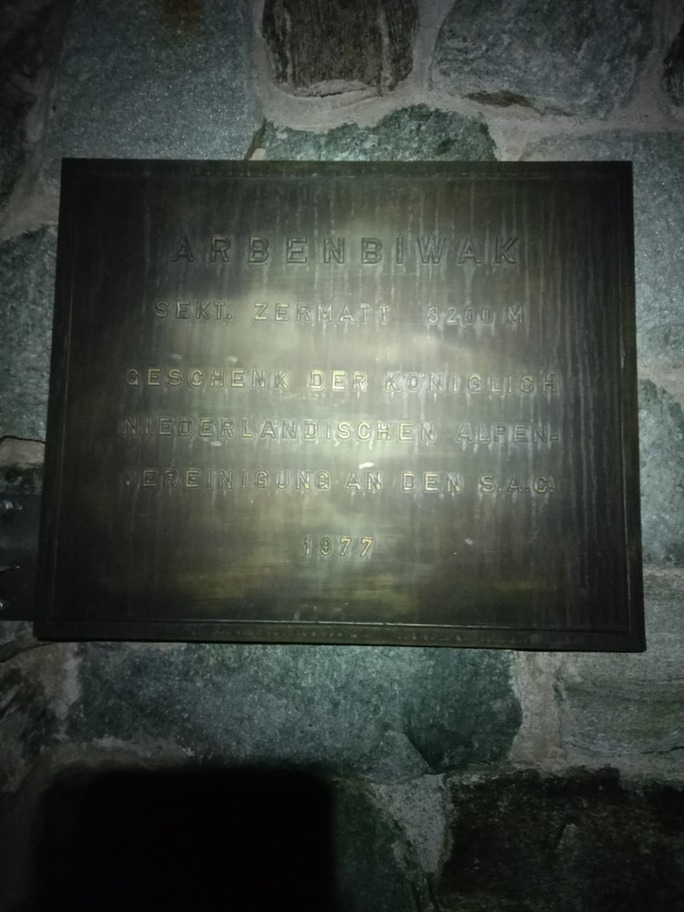 ARBENBIWAK
SEKT. ZERMATT 3200 M
GESCHENK DER KÖNIGLICH
NIEDERLÄNDISCHEN ALPEN-
VEREINIGUNG AN DEN S.A.C.
1977